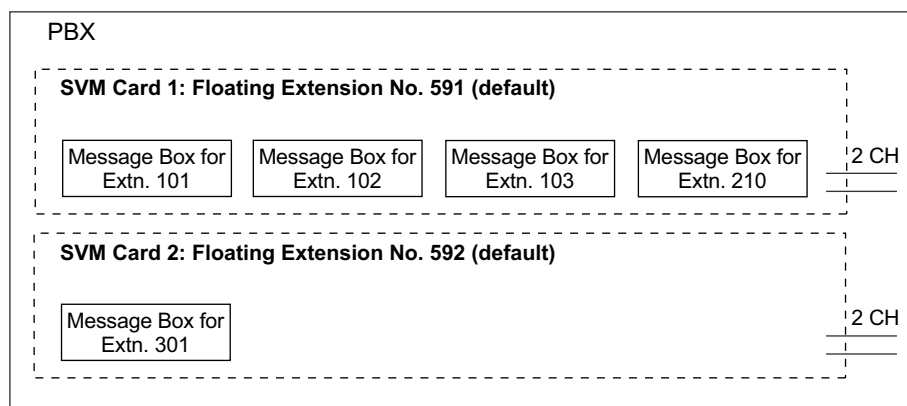 PBX
SVM Card 1: Floating Extension No. 591 (default)
Message Box for
Extn. 101
Message Box for
Extn. 102
Message Box for
Extn. 103
Message Box for
Extn. 210
2 CH
SVM Card 2: Floating Extension No. 592 (default)
Message Box for
Extn. 301
2 CH